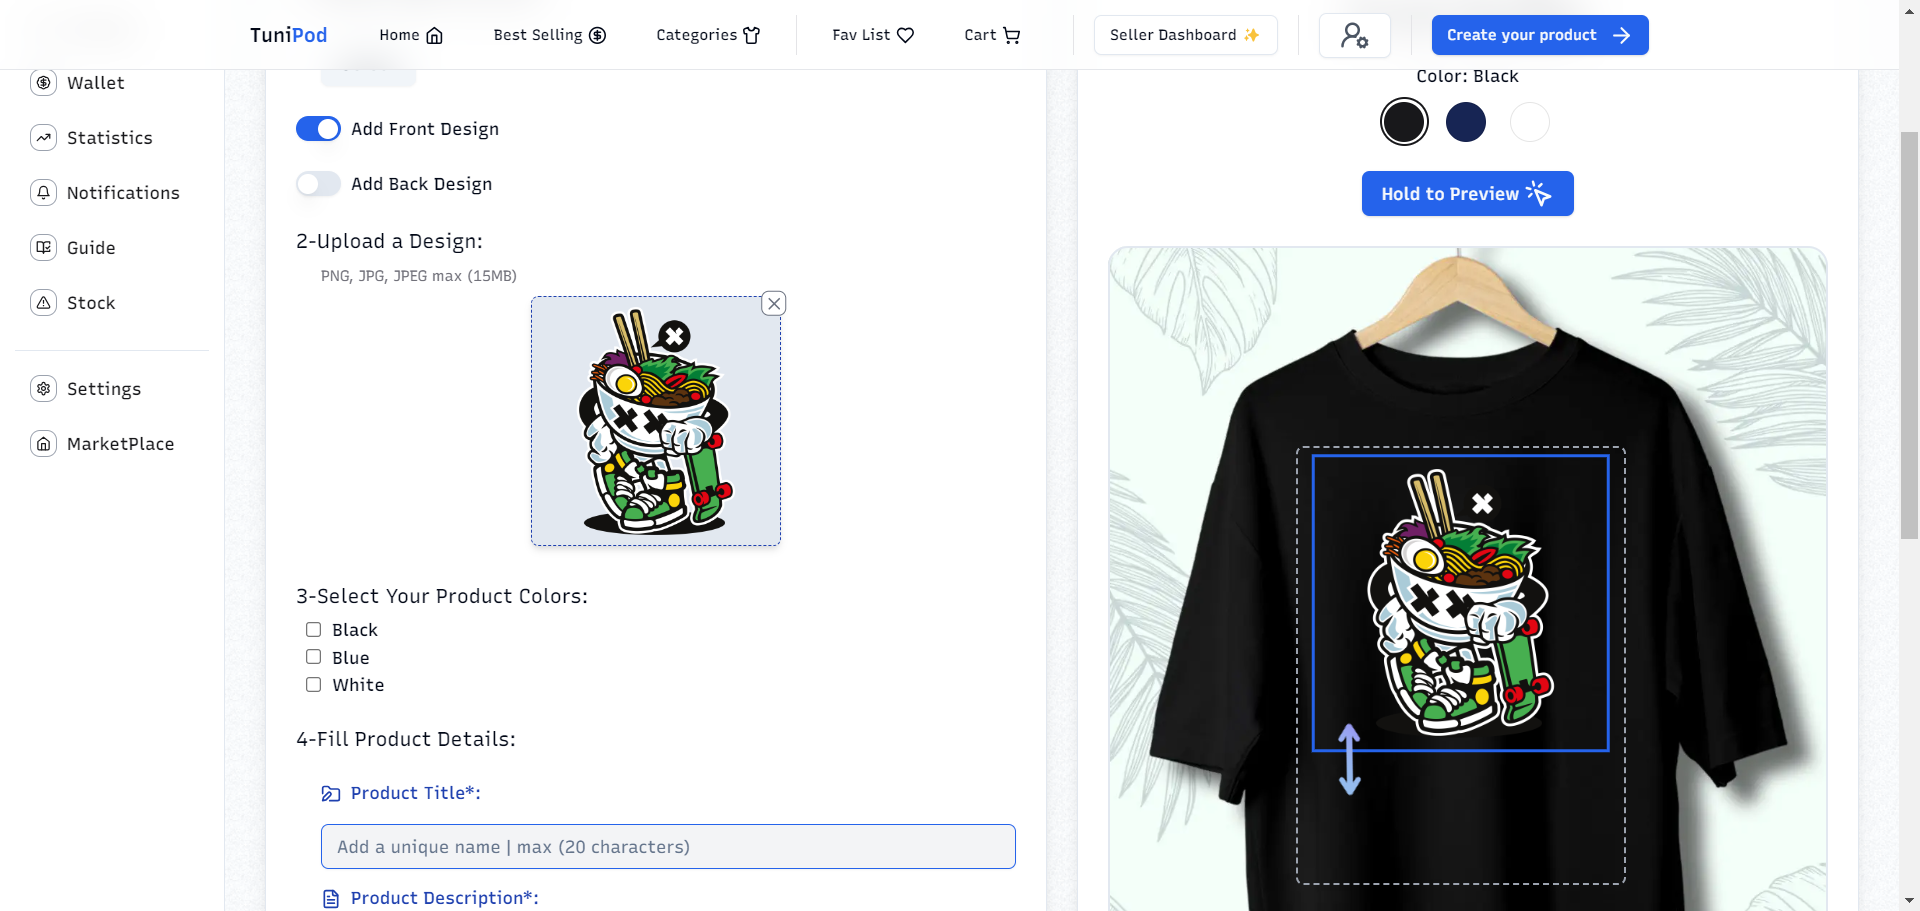 TuniPod
Home
Best Selling
Categories
Fav List
Cart
Seller Dashboard ✨
Create your product
Wallet
Statistics
Notifications
Guide
Stock
Settings
MarketPlace
Add Front Design
Add Back Design
2-Upload a Design:
PNG, JPG, JPEG max (15MB)
3-Select Your Product Colors:
Black
Blue
White
4-Fill Product Details:
Product Title*:
Add a unique name | max (20 characters)
Product Description*:
Color: Black
Hold to Preview